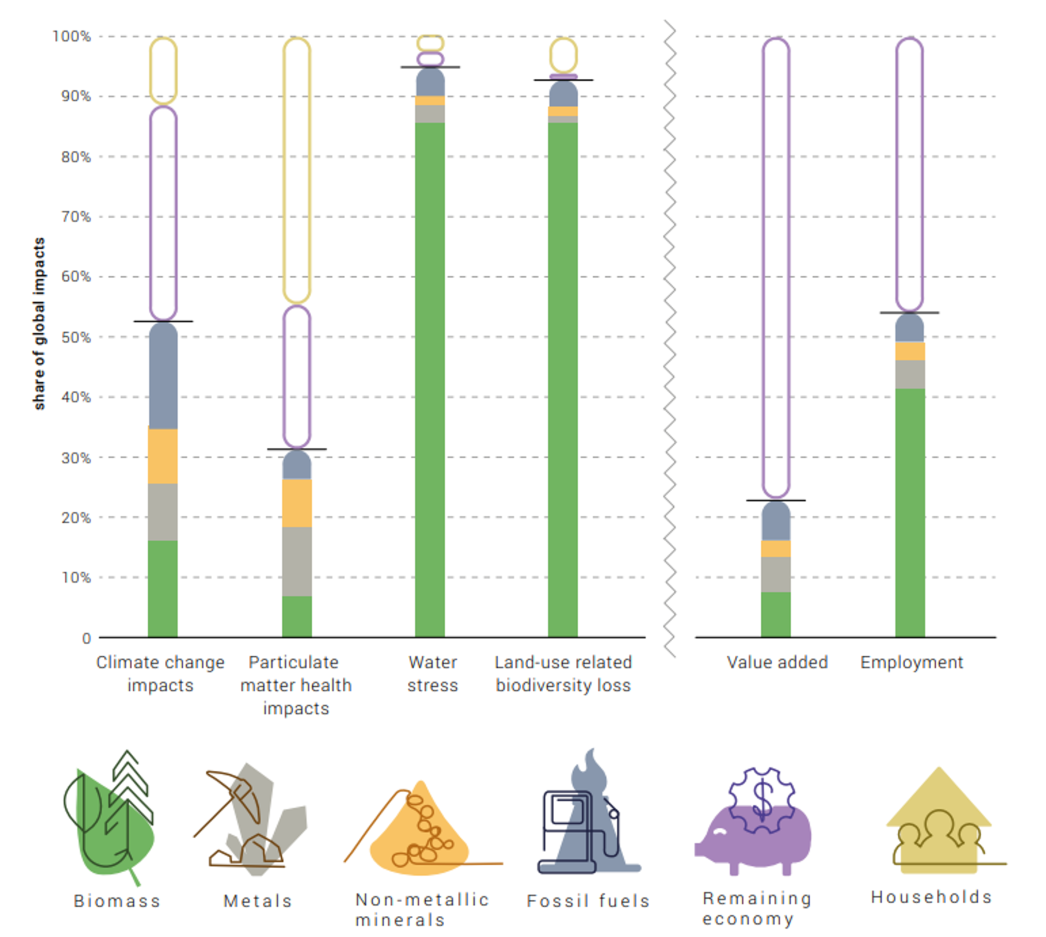 100%
90%
80%
70%
60%
50%
40%
30%
20%
10%
0
share of global impacts
Climate change
impacts
Particulate
matter health
impacts
Water
stress
Land-use related
biodiversity loss
Value added
Employment
Biomass
Metals
Non-metallic
minerals
Fossil fuels
$
Remaining
economy
Households